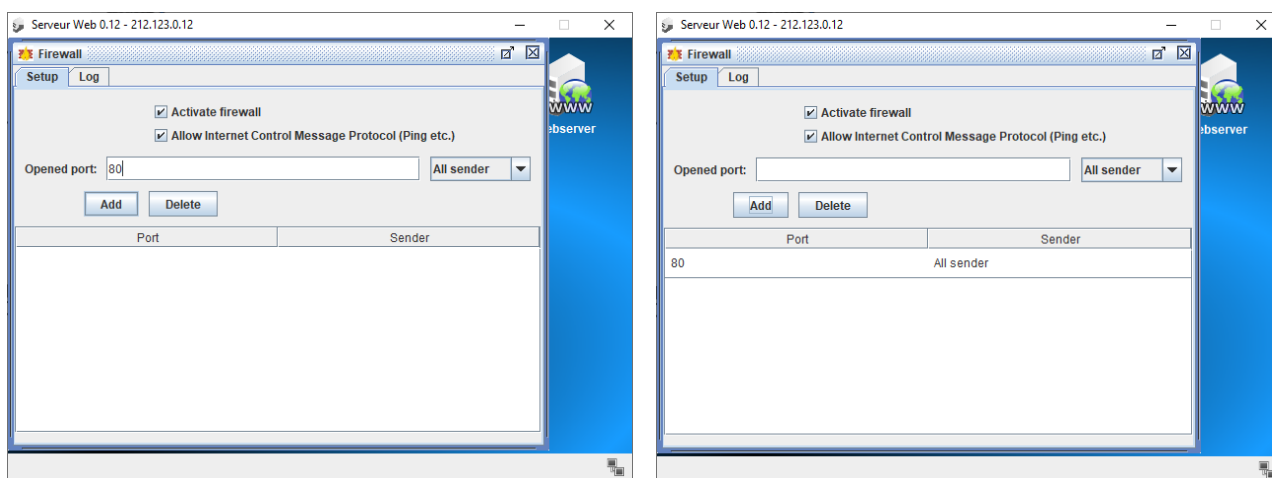 Serveur Web 0.12 - 212.123.0.12
Firewall
Setup Log
Activate firewall
Allow Internet Control Message Protocol (Ping etc.)
Opened port: 80 All sender
Add Delete
Port Sender
WWW
ebserver
Serveur Web 0.12 - 212.123.0.12
Firewall
Setup Log
Activate firewall
Allow Internet Control Message Protocol (Ping etc.)
Opened port: All sender
Add Delete
Port Sender
80 All sender
WWW
ebserver